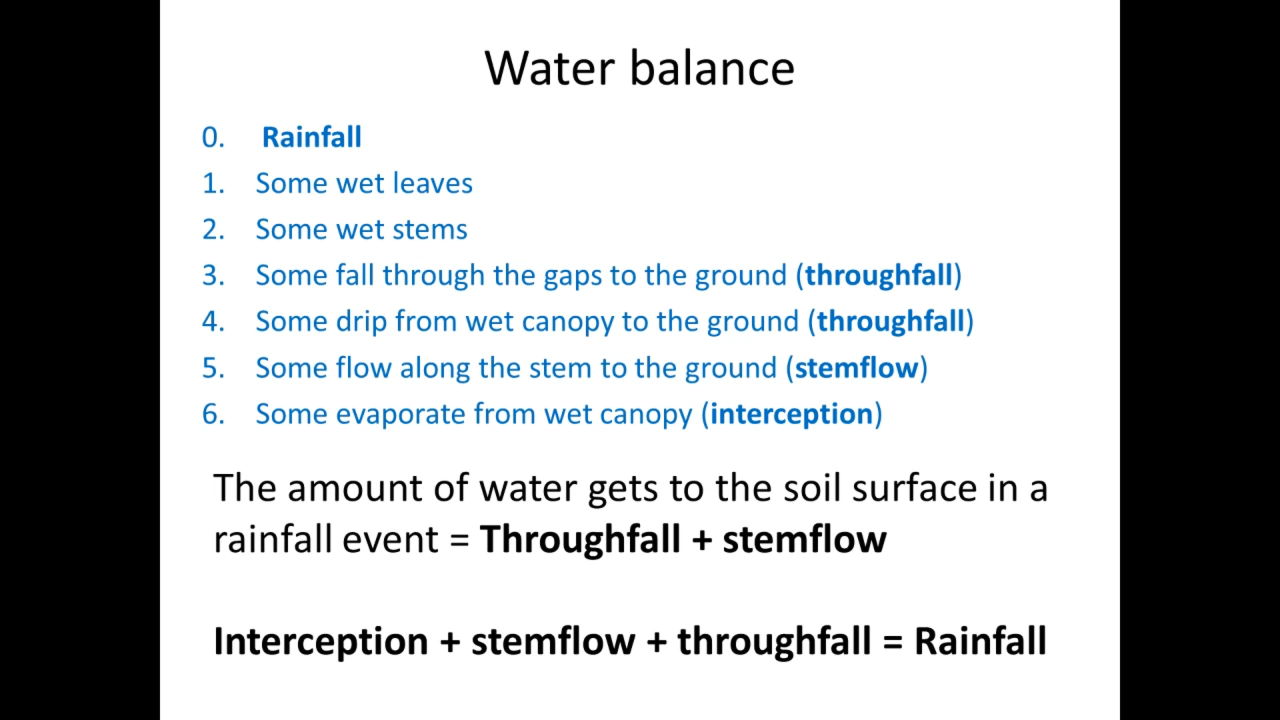 Water balance
0. Rainfall
1. Some wet leaves
2. Some wet stems
3. Some fall through the gaps to the ground (throughfall)
4. Some drip from wet canopy to the ground (throughfall)
5. Some flow along the stem to the ground (stemflow)
6. Some evaporate from wet canopy (interception)
The amount of water gets to the soil surface in a
rainfall event = Throughfall + stemflow
Interception + stemflow + throughfall = Rainfall